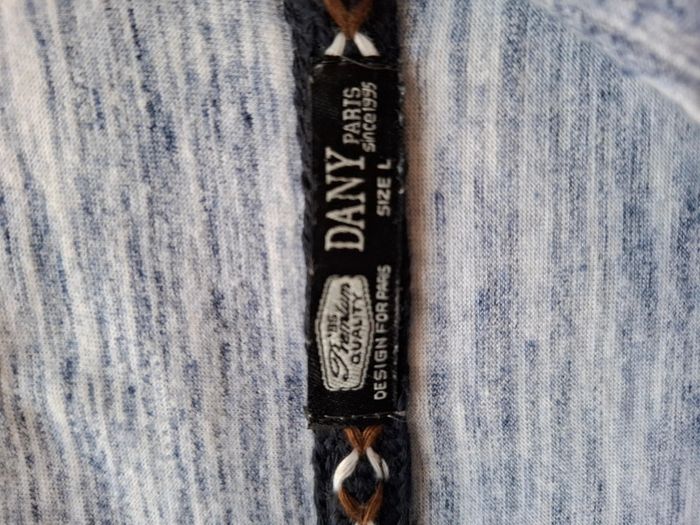 DANY
PARIS
since1995
SIZE L
Premium
QUALITY
DESIGN FOR PARIS